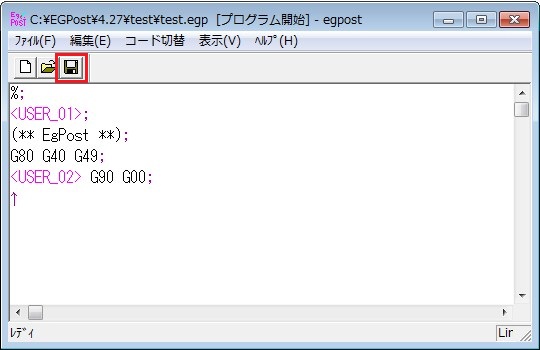 Eg POST C:¥EGPost¥4.27¥test¥test.egp [プログラム開始] - egpost
ﾌｧｲﾙ(F) 編集(E) コード切替 表示(V) ﾍﾙﾌﾟ(H)
%;
<USER_01>;
(** EgPost **);
G80 G40 G49;
<USER_02> G90 G00;
↑
ﾚﾃﾞｨ Lir